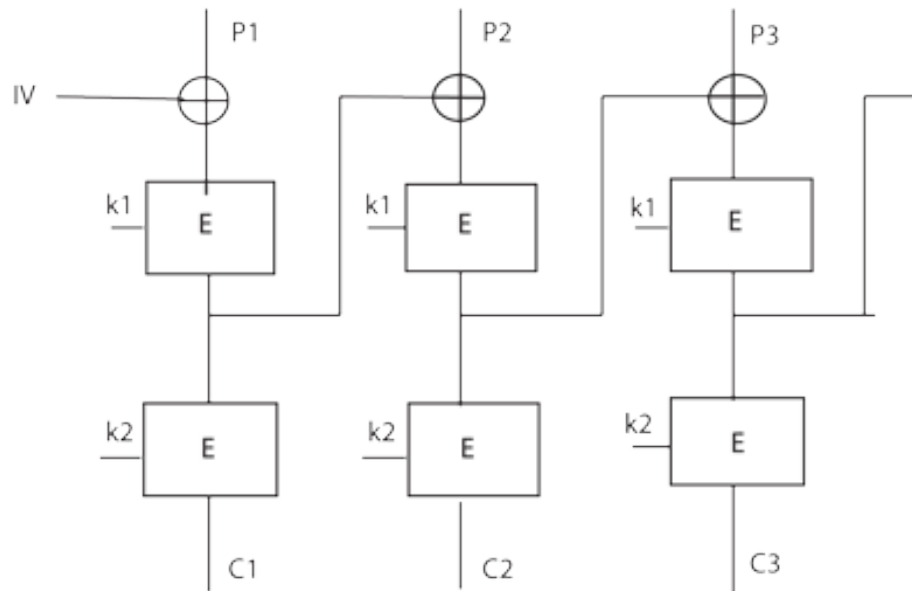 P1 P2 P3
IV
k1 E k1 E k1 E
k2 E k2 E k2 E
C1 C2 C3